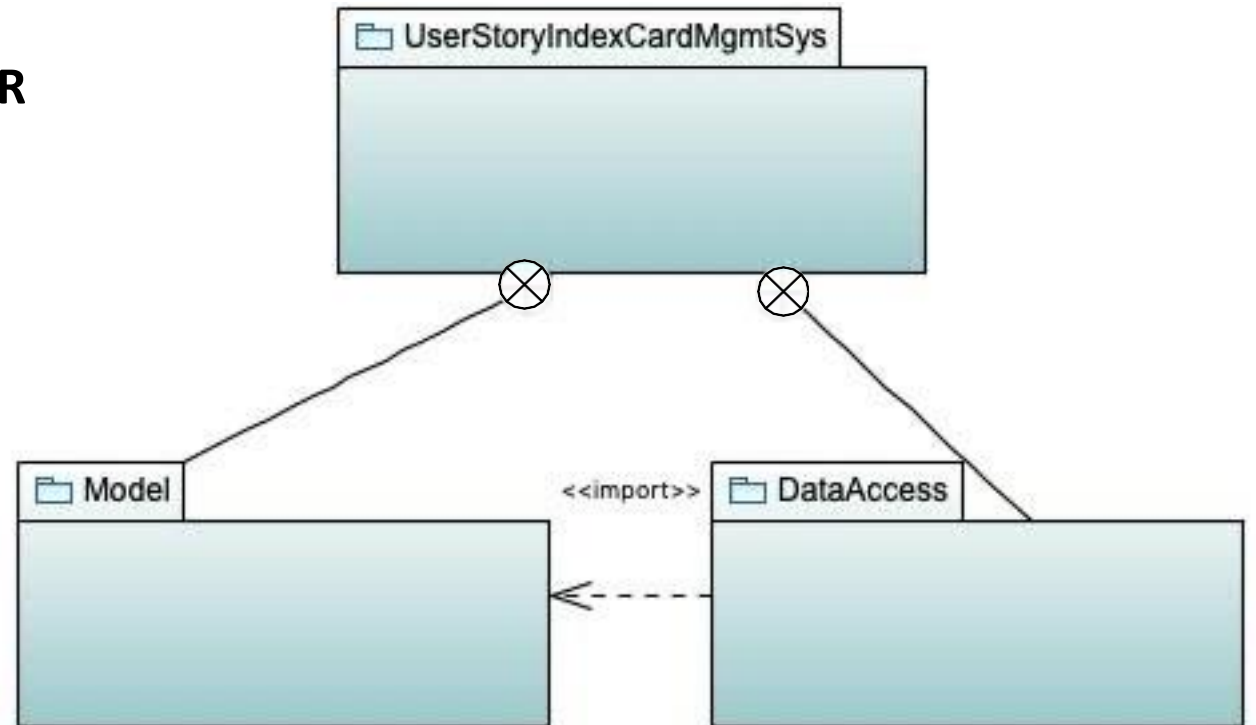 R
UserStoryIndexCardMgmtSys
Model
<<import>>
DataAccess